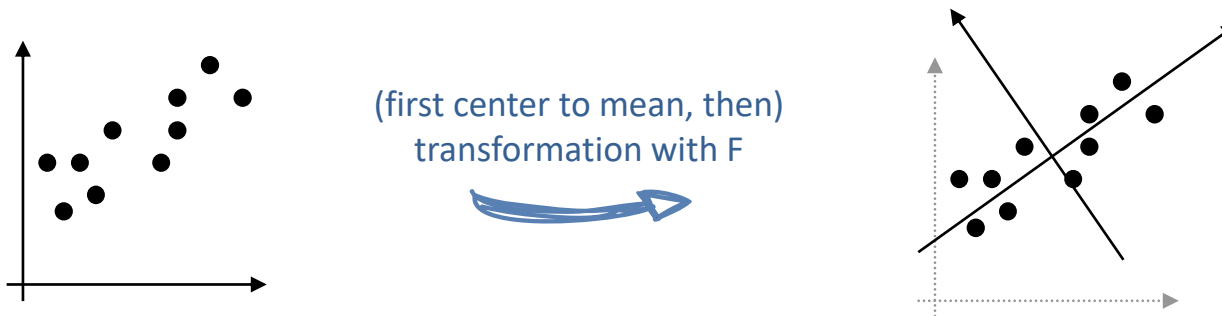 (first center to mean, then)
transformation with F